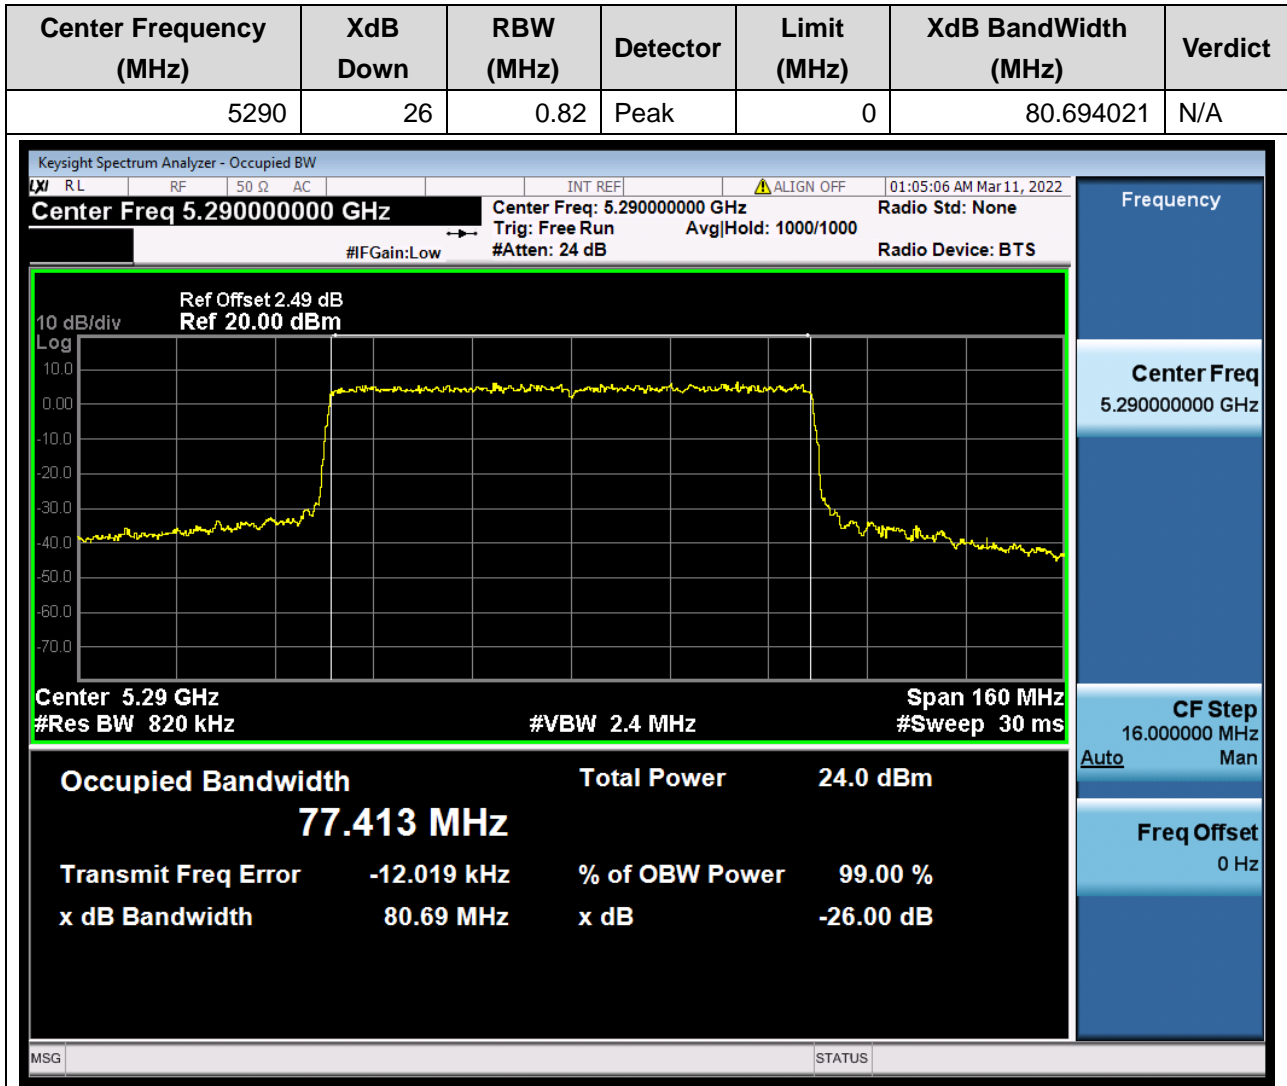 Center Frequency (MHz) XdB Down RBW (MHz) Detector Limit (MHz) XdB BandWidth (MHz) Verdict
5290 26 0.82 Peak 0 80.694021 N/A
Keysight Spectrum Analyzer - Occupied BW
LXI RL RF 50 Ω AC INT REF ALIGN OFF 01:05:06 AM Mar 11, 2022
Center Freq 5.290000000 GHz Center Freq: 5.290000000 GHz Radio Std: None
Trig: Free Run Avg|Hold: 1000/1000
#IFGain:Low #Atten: 24 dB Radio Device: BTS
Ref Offset 2.49 dB
10 dB/div Ref 20.00 dBm
Log
10.0
0.00
-10.0
-20.0
-30.0
-40.0
-50.0
-60.0
-70.0
Center 5.29 GHz Span 160 MHz
#Res BW 820 kHz #VBW 2.4 MHz #Sweep 30 ms
Occupied Bandwidth Total Power 24.0 dBm
77.413 MHz
Transmit Freq Error -12.019 kHz % of OBW Power 99.00 %
x dB Bandwidth 80.69 MHz x dB -26.00 dB
Frequency
Center Freq
5.290000000 GHz
CF Step
16.000000 MHz
Auto Man
Freq Offset
0 Hz
MSG STATUS